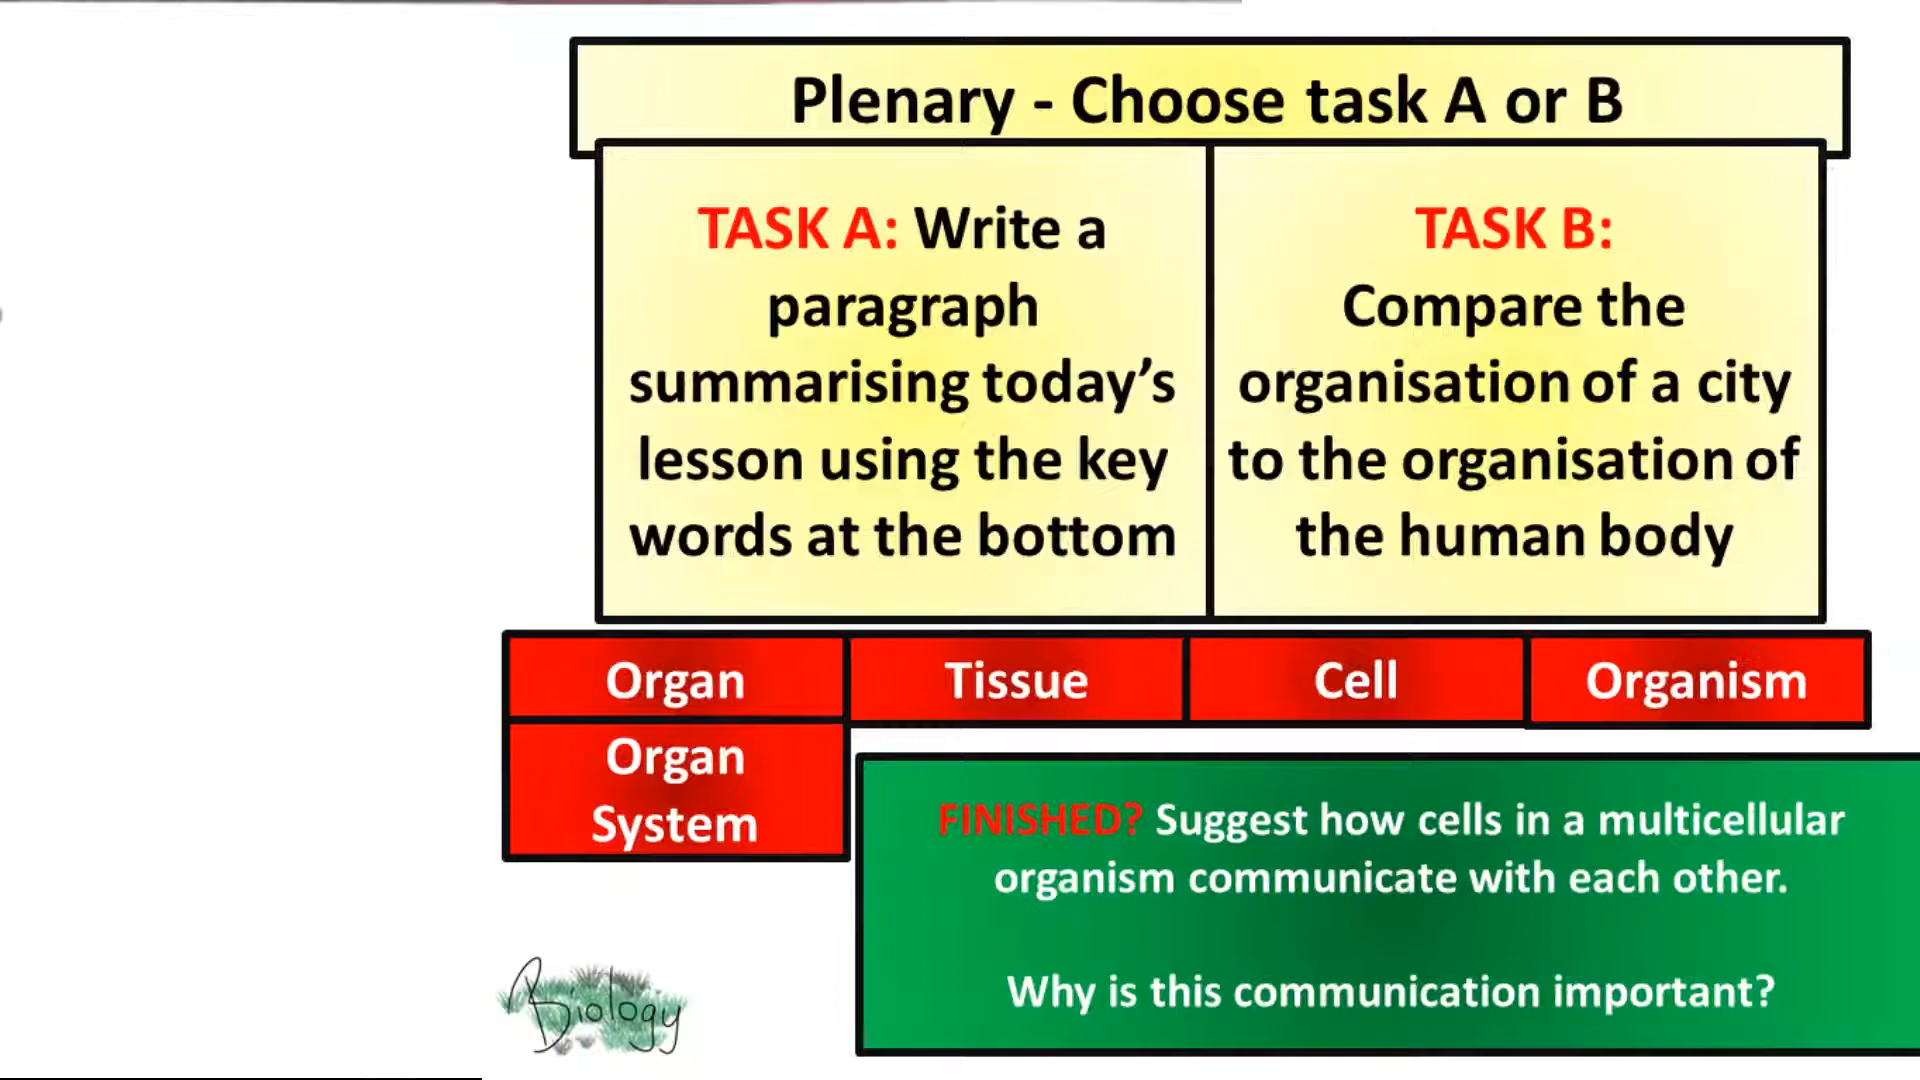 Plenary - Choose task A or B
TASK A: Write a
paragraph
summarising today’s
lesson using the key
words at the bottom
TASK B:
Compare the
organisation of a city
to the organisation of
the human body
Organ
Tissue
Cell
Organism
Organ
System
FINISHED? Suggest how cells in a multicellular
organism communicate with each other.
Why is this communication important?
Biology